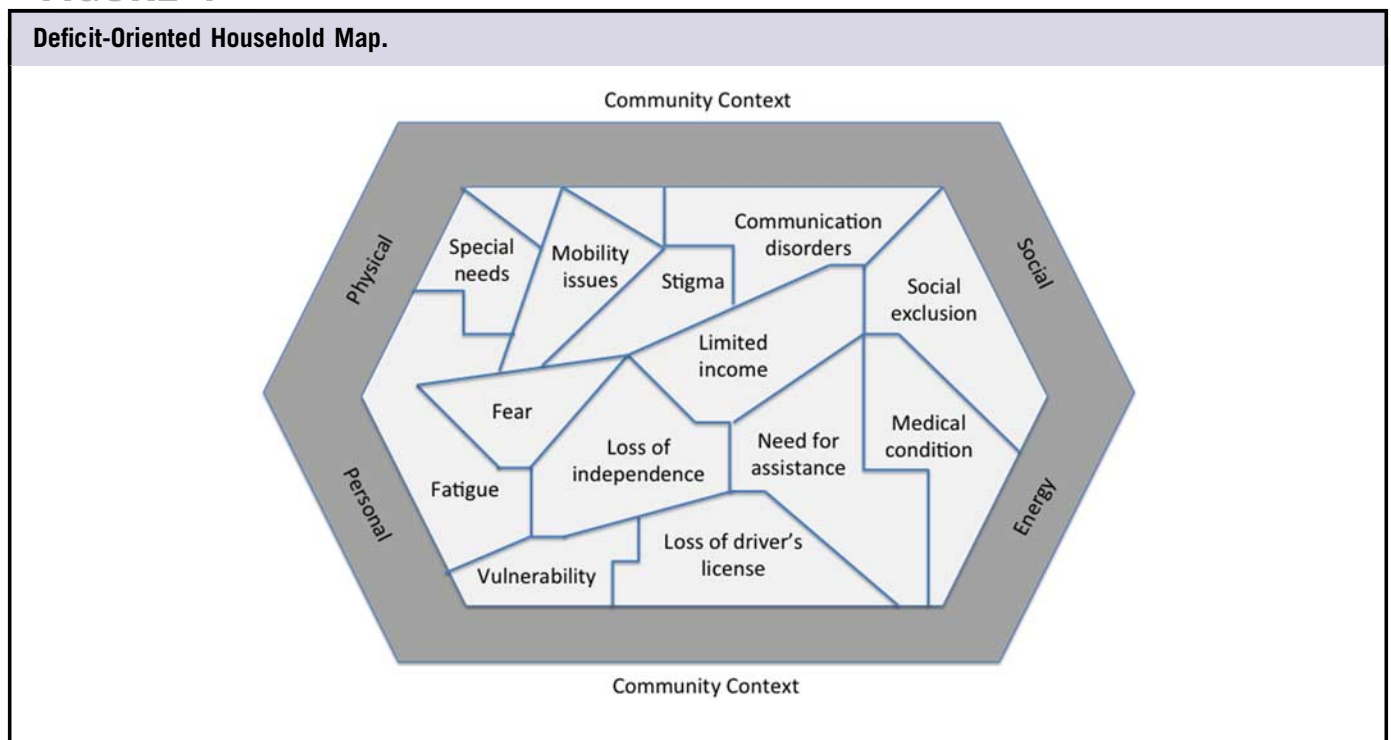 Deficit-Oriented Household Map.
Community Context
Physical
Social
Special
needs
Mobility
issues
Stigma
Communication
disorders
Social
exclusion
Limited
income
Fear
Loss of
independence
Need for
assistance
Medical
condition
Fatigue
Personal
Energy
Vulnerability
Loss of driver’s
license
Community Context